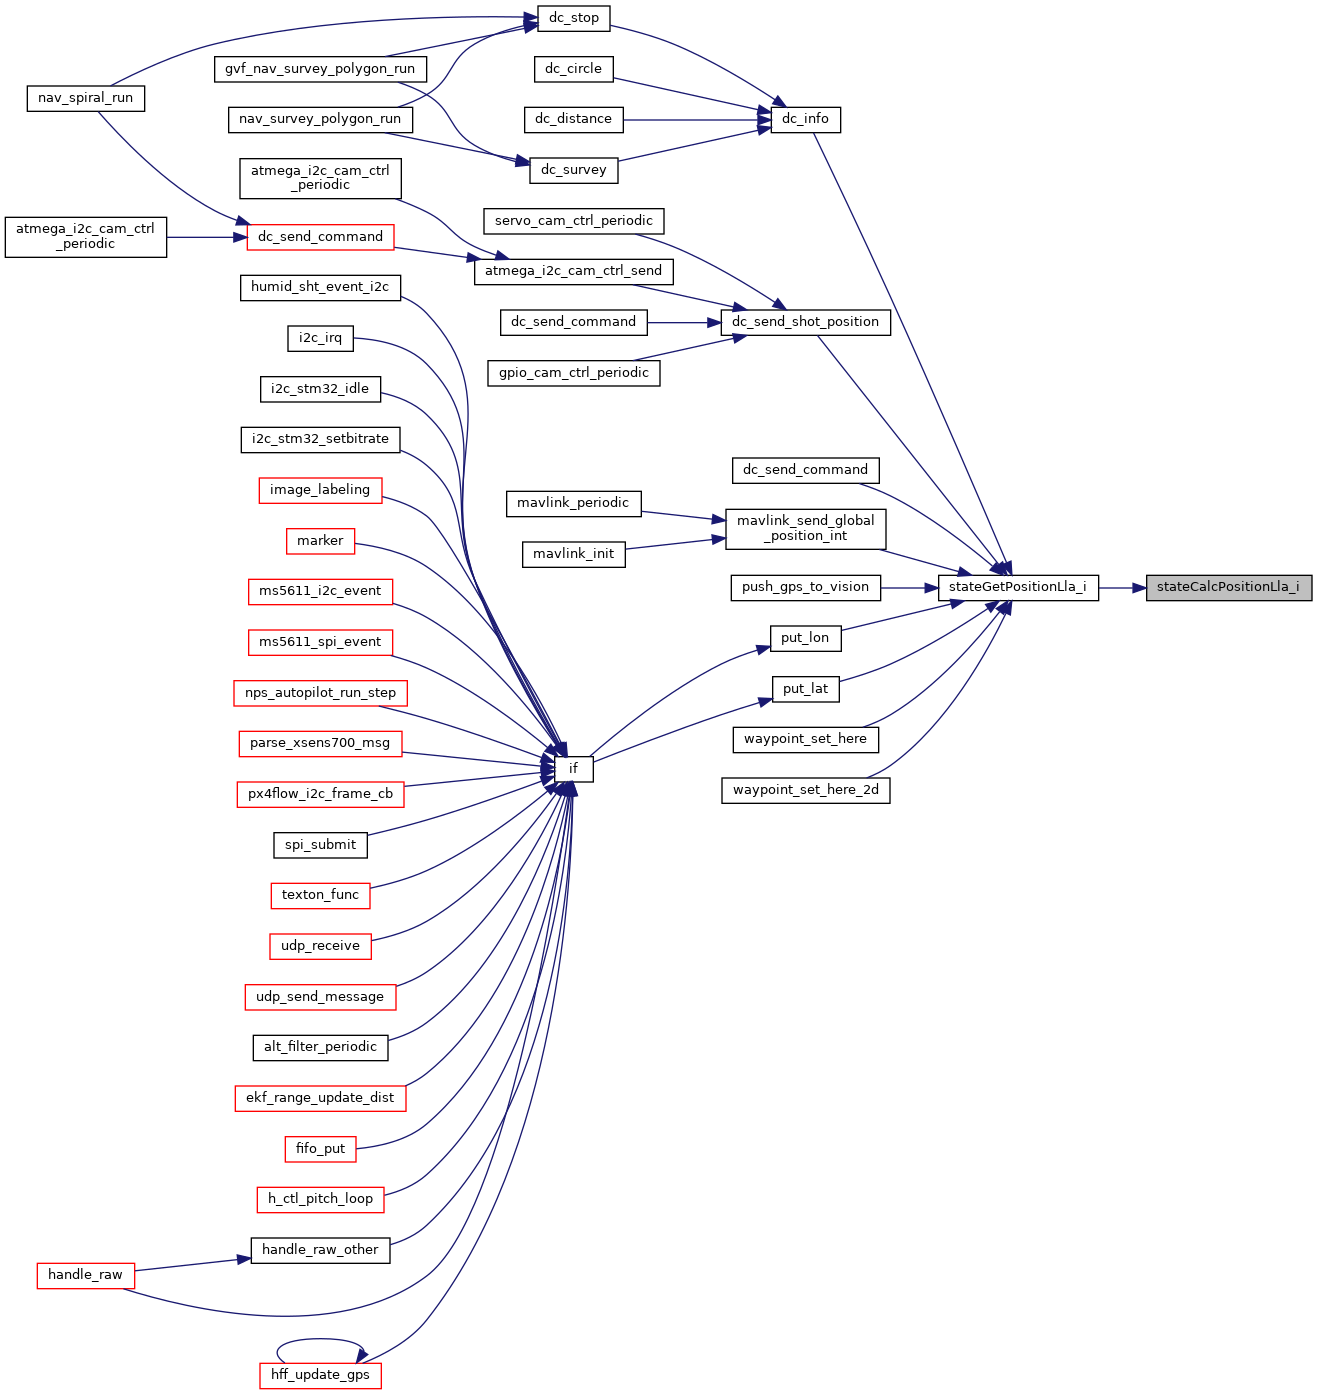 dc_stop
gvf_nav_survey_polygon_run
dc_circle
nav_spiral_run
nav_survey_polygon_run
dc_distance
dc_info
dc_survey
atmega_i2c_cam_ctrl
_periodic
servo_cam_ctrl_periodic
atmega_i2c_cam_ctrl
_periodic
dc_send_command
atmega_i2c_cam_ctrl_send
humid_sht_event_i2c
dc_send_command
dc_send_shot_position
i2c_irq
gpio_cam_ctrl_periodic
i2c_stm32_idle
i2c_stm32_setbitrate
dc_send_command
image_labeling
mavlink_periodic
mavlink_send_global
_position_int
marker
mavlink_init
ms5611_i2c_event
push_gps_to_vision
stateGetPositionLla_i
stateCalcPositionLla_i
ms5611_spi_event
put_lon
nps_autopilot_run_step
put_lat
parse_xsens700_msg
waypoint_set_here
if
px4flow_i2c_frame_cb
waypoint_set_here_2d
spi_submit
texton_func
udp_receive
udp_send_message
alt_filter_periodic
ekf_range_update_dist
fifo_put
h_ctl_pitch_loop
handle_raw_other
handle_raw
hff_update_gps